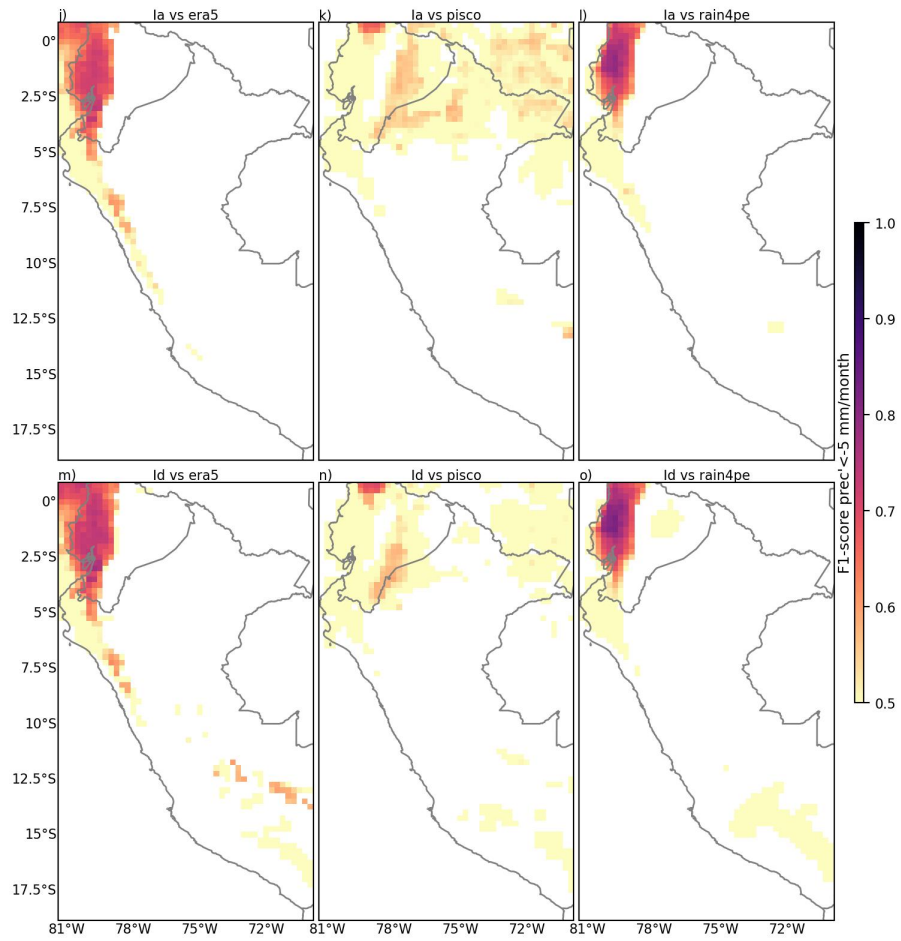 j) Ia vs era5
k) Ia vs pisco
l) Ia vs rain4pe
0°
2.5°S
5°S
7.5°S
10°S
12.5°S
15°S
17.5°S
m) Id vs era5
n) Id vs pisco
o) Id vs rain4pe
0°
2.5°S
5°S
7.5°S
10°S
12.5°S
15°S
17.5°S
81°W 78°W 75°W 72°W
81°W 78°W 75°W 72°W
81°W 78°W 75°W 72°W
1.0
0.9
0.8
0.7
0.6
0.5
F1-score prec'<-5 mm/month